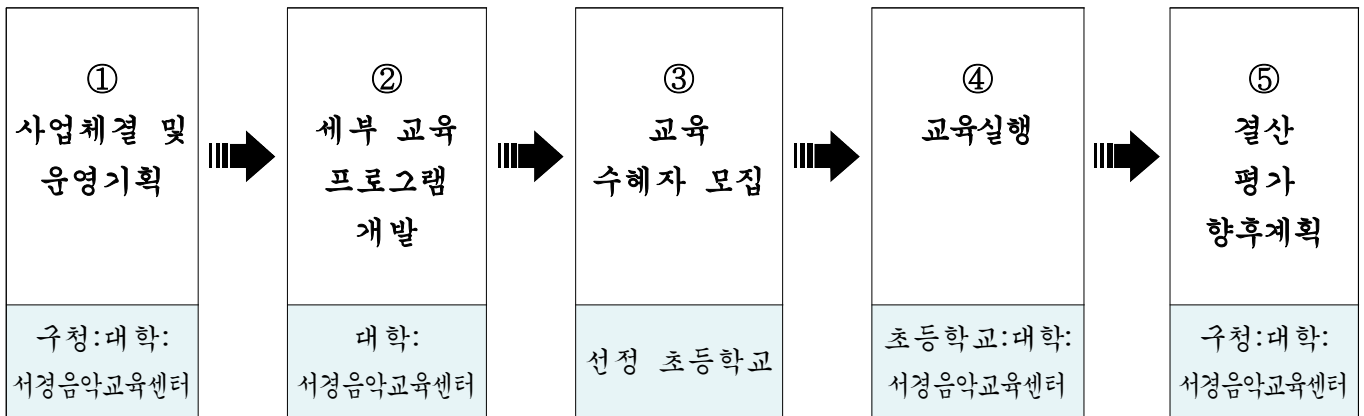 ①
사업체결 및
운영기획
구청:대학:
서경음악교육센터
②
세부 교육
프로그램
개발
대학:
서경음악교육센터
③
교육
수혜자 모집
선정 초등학교
④
교육실행
초등학교:대학:
서경음악교육센터
⑤
결산
평가
향후계획
구청:대학:
서경음악교육센터